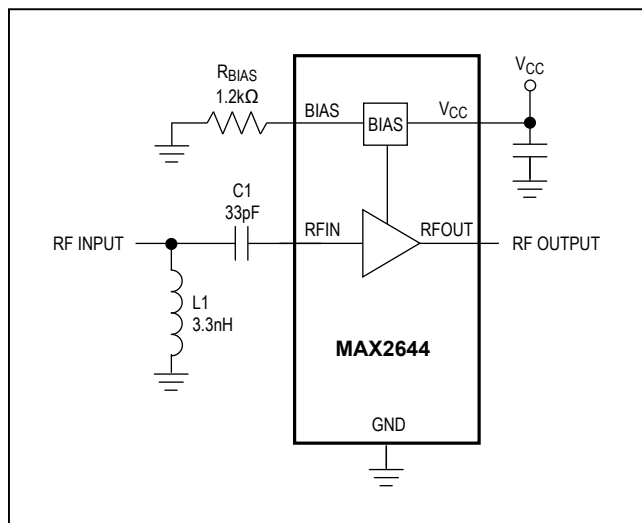 R_BIAS
1.2kΩ
BIAS
BIAS
V_CC
V_CC
C1
33pF
RF INPUT
RFIN
RFOUT
RF OUTPUT
L1
3.3nH
MAX2644
GND